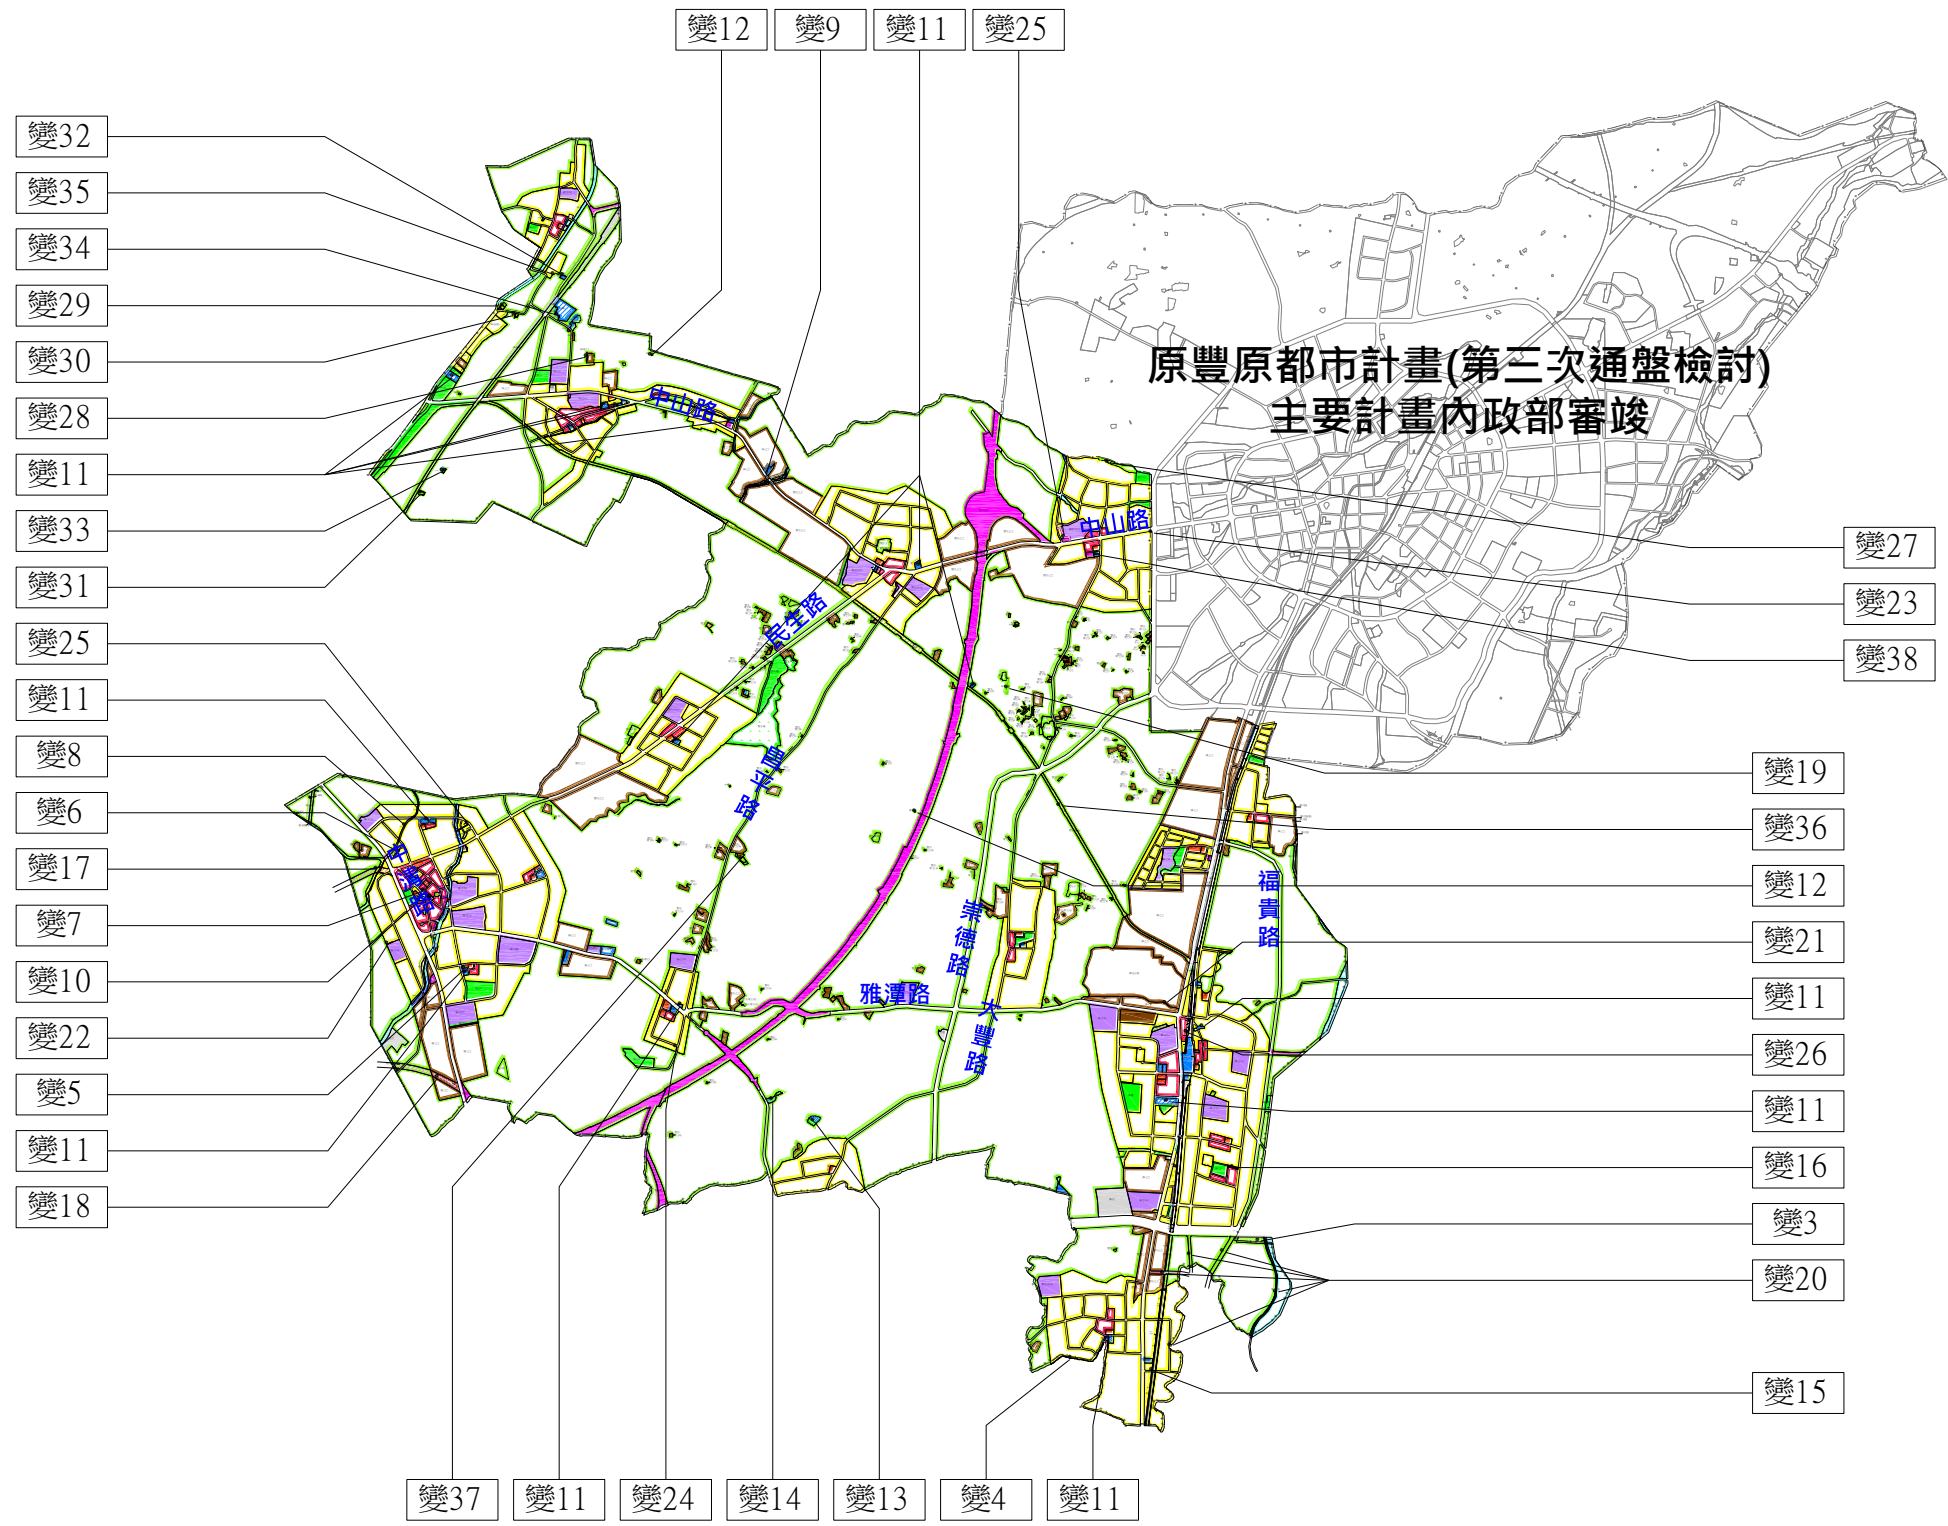 變12
變9
變11
變25
變32
變35
變34
變29
變30
變28
變11
變33
變31
變25
變11
變8
變6
變17
變7
變10
變22
變5
變11
變18
原豐原都市計畫(第三次通盤檢討)
主要計畫內政部審竣
中山路
中山路
民生路
豐平路
中清路
崇德路
雅潭路
大豐路
福貴路
變27
變23
變38
變19
變36
變12
變21
變11
變26
變11
變16
變3
變20
變15
變37
變11
變24
變14
變13
變4
變11